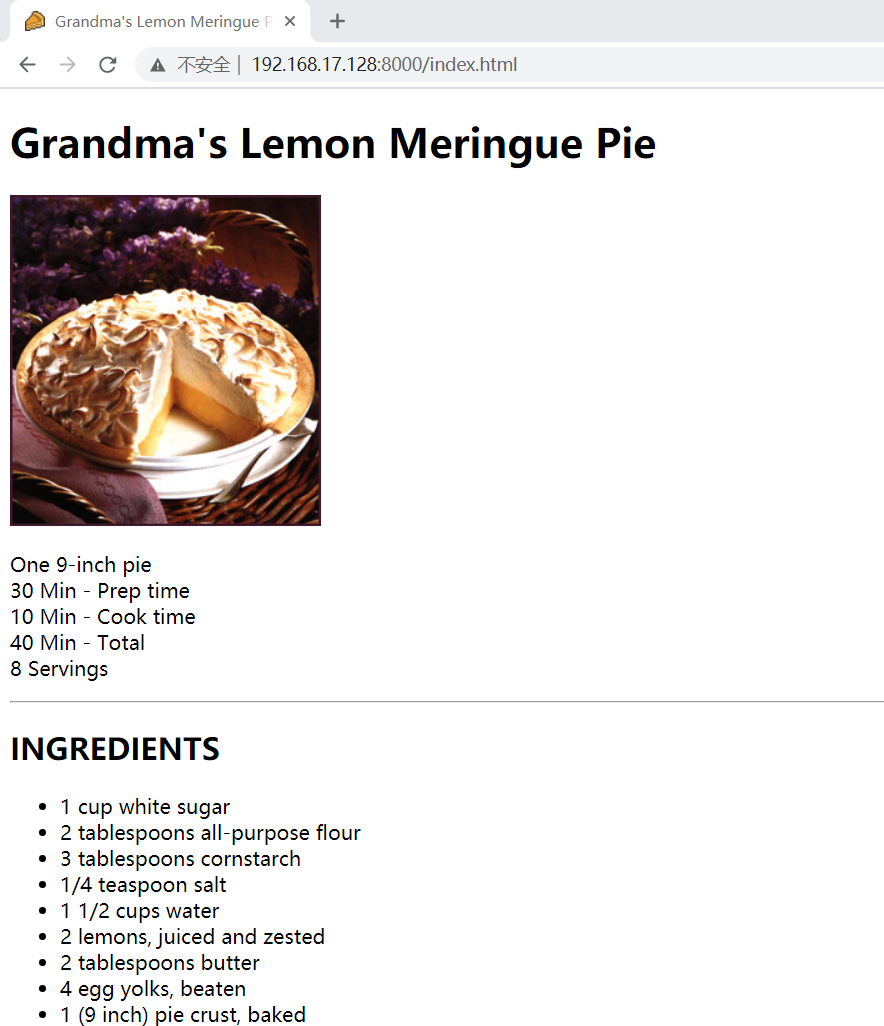 Grandma's Lemon Meringue P
不安全 | 192.168.17.128:8000/index.html
Grandma's Lemon Meringue Pie
One 9-inch pie
30 Min - Prep time
10 Min - Cook time
40 Min - Total
8 Servings
INGREDIENTS
1 cup white sugar
2 tablespoons all-purpose flour
3 tablespoons cornstarch
1/4 teaspoon salt
1 1/2 cups water
2 lemons, juiced and zested
2 tablespoons butter
4 egg yolks, beaten
1 (9 inch) pie crust, baked